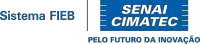 Sistema FIEB
SENAI
CIMATEC
PELO FUTURO DA INOVAÇÃO